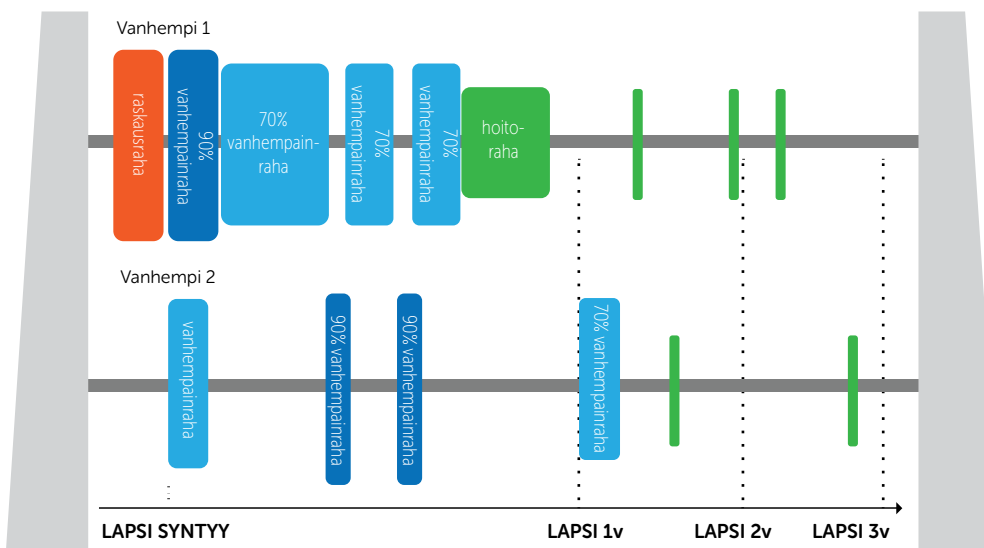 Vanhempi 1
raskausraha
90%
vanhempainraha
70%
vanhempain-
raha
70%
vanhempainraha
70%
vanhempainraha
hoito-
raha
Vanhempi 2
vanhempainraha
90% vanhempainraha
90% vanhempainraha
70% vanhempainraha
LAPSI SYNTYY
LAPSI 1v
LAPSI 2v
LAPSI 3v